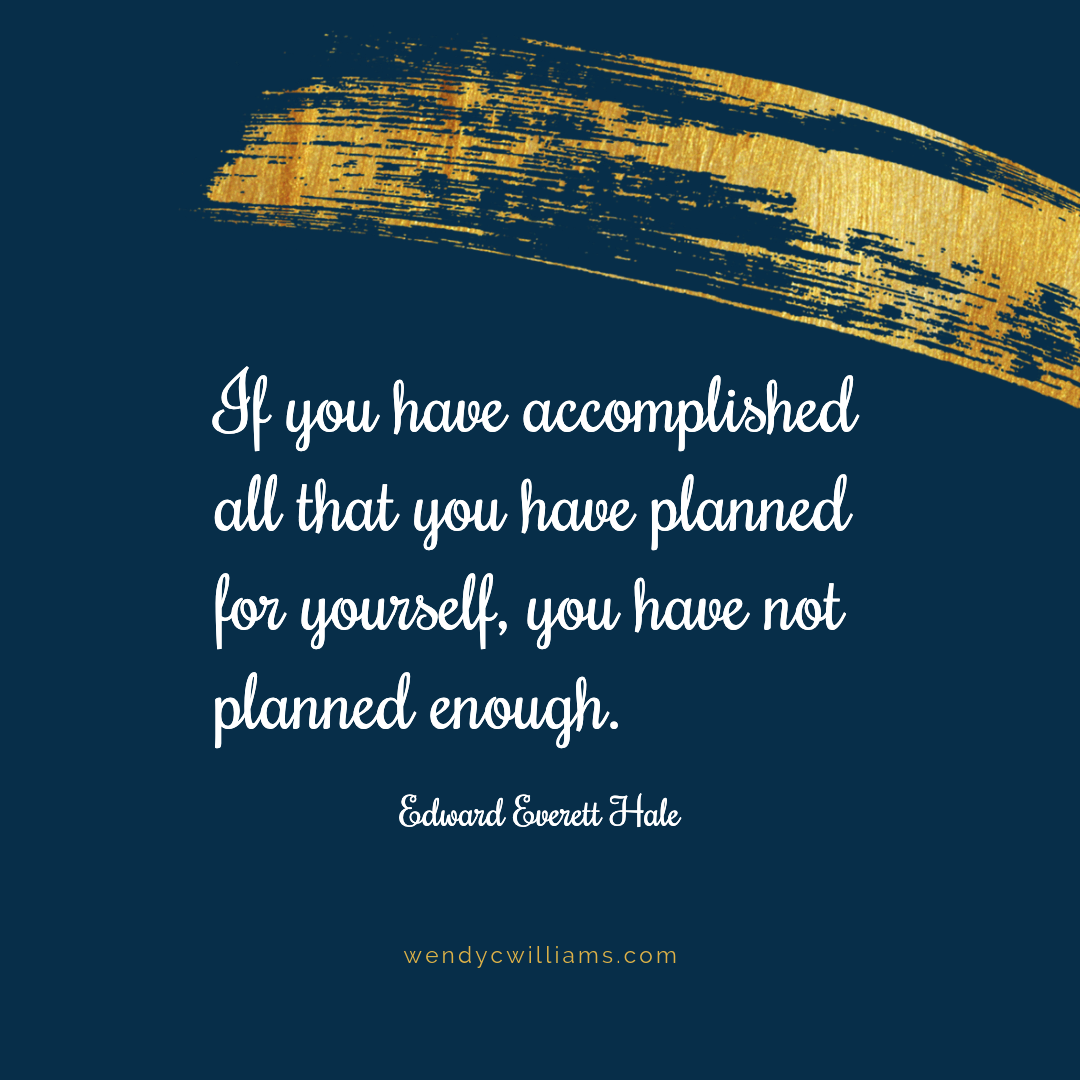 If you have accomplished
all that you have planned
for yourself, you have not
planned enough.
Edward Everett Hale
wendycwilliams.com